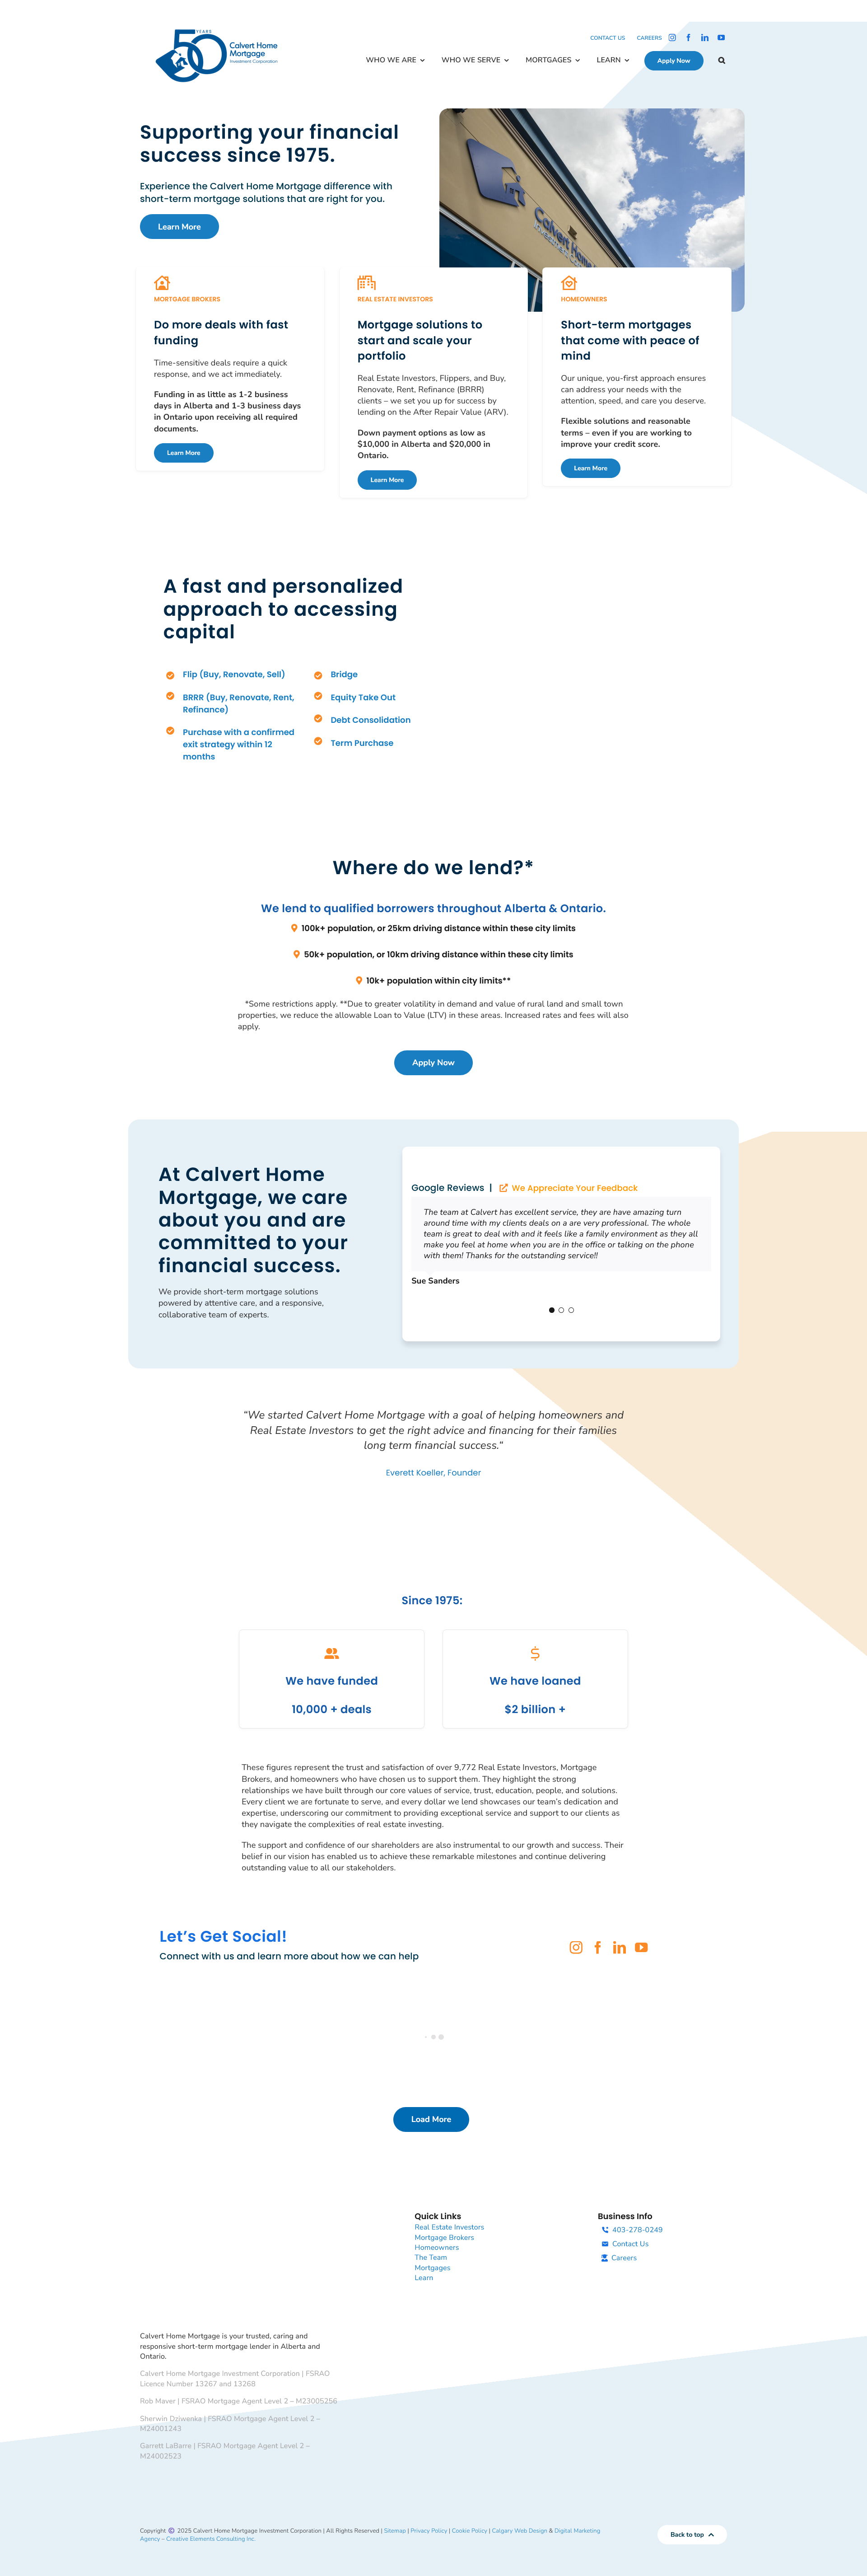 CONTACT US
CAREERS
50 YEARS
Calvert Home
Mortgage
Investment Corporation
WHO WE ARE
WHO WE SERVE
MORTGAGES
LEARN
Apply Now
Supporting your financial
success since 1975.
Experience the Calvert Home Mortgage difference with
short-term mortgage solutions that are right for you.
Learn More
Calvert Home
MORTGAGE BROKERS
Do more deals with fast
funding
Time-sensitive deals require a quick
response, and we act immediately.
Funding in as little as 1-2 business
days in Alberta and 1-3 business days
in Ontario upon receiving all required
documents.
Learn More
REAL ESTATE INVESTORS
Mortgage solutions to
start and scale your
portfolio
Real Estate Investors, Flippers, and Buy,
Renovate, Rent, Refinance (BRRR)
clients – we set you up for success by
lending on the After Repair Value (ARV).
Down payment options as low as
$10,000 in Alberta and $20,000 in
Ontario.
Learn More
HOMEOWNERS
Short-term mortgages
that come with peace of
mind
Our unique, you-first approach ensures
we can address your needs with the
attention, speed, and care you deserve.
Flexible solutions and reasonable
terms – even if you are working to
improve your credit score.
Learn More
A fast and personalized
approach to accessing
capital
Flip (Buy, Renovate, Sell)
BRRR (Buy, Renovate, Rent,
Refinance)
Purchase with a confirmed
exit strategy within 12
months
Bridge
Equity Take Out
Debt Consolidation
Term Purchase
Where do we lend?*
We lend to qualified borrowers throughout Alberta & Ontario.
100k+ population, or 25km driving distance within these city limits
50k+ population, or 10km driving distance within these city limits
10k+ population within city limits**
*Some restrictions apply. **Due to greater volatility in demand and value of rural land and small town
properties, we reduce the allowable Loan to Value (LTV) in these areas. Increased rates and fees will also
apply.
Apply Now
At Calvert Home
Mortgage, we care
about you and are
committed to your
financial success.
We provide short-term mortgage solutions
powered by attentive care, and a responsive,
collaborative team of experts.
Google Reviews | We Appreciate Your Feedback
The team at Calvert has excellent service, they are have amazing turn
around time with my clients deals on a are very professional. The whole
team is great to deal with and it feels like a family environment as they all
make you feel at home when you are in the office or talking on the phone
with them! Thanks for the outstanding service!!
Sue Sanders
“We started Calvert Home Mortgage with a goal of helping homeowners and
Real Estate Investors to get the right advice and financing for their families
long term financial success.”
Everett Koeller, Founder
Since 1975:
We have funded
10,000 + deals
We have loaned
$2 billion +
These figures represent the trust and satisfaction of over 9,772 Real Estate Investors, Mortgage
Brokers, and homeowners who have chosen us to support them. They highlight the strong
relationships we have built through our core values of service, trust, education, people, and solutions.
Every client we are fortunate to serve, and every dollar we lend showcases our team’s dedication and
expertise, underscoring our commitment to providing exceptional service and support to our clients as
they navigate the complexities of real estate investing.
The support and confidence of our shareholders are also instrumental to our growth and success. Their
belief in our vision has enabled us to achieve these remarkable milestones and continue delivering
outstanding value to all our stakeholders.
Let’s Get Social!
Connect with us and learn more about how we can help
Load More
Quick Links
Real Estate Investors
Mortgage Brokers
Homeowners
The Team
Mortgages
Learn
Business Info
403-278-0249
Contact Us
Careers
Calvert Home Mortgage is your trusted, caring and
responsive short-term mortgage lender in Alberta and
Ontario.
Calvert Home Mortgage Investment Corporation | FSRAO
Licence Number 13267 and 13268
Rob Maver | FSRAO Mortgage Agent Level 2 – M23005256
Sherwin Dziwenka | FSRAO Mortgage Agent Level 2 –
M24001243
Garrett LaBarre | FSRAO Mortgage Agent Level 2 –
M24002523
Copyright © 2025 Calvert Home Mortgage Investment Corporation | All Rights Reserved | Sitemap | Privacy Policy | Cookie Policy | Calgary Web Design & Digital Marketing
Agency – Creative Elements Consulting Inc.
Back to top